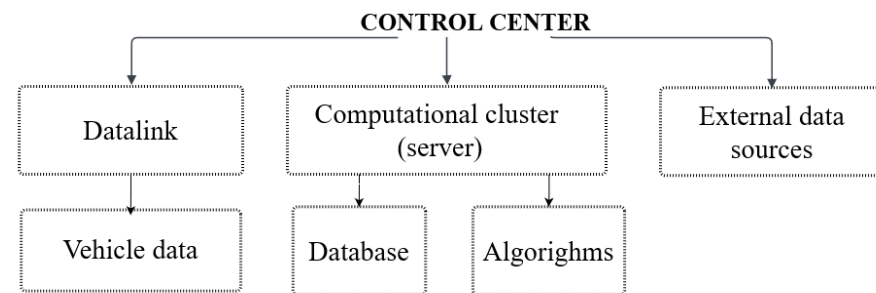 CONTROL CENTER
Datalink
Computational cluster
(server)
External data
sources
Vehicle data
Database
Algorighms